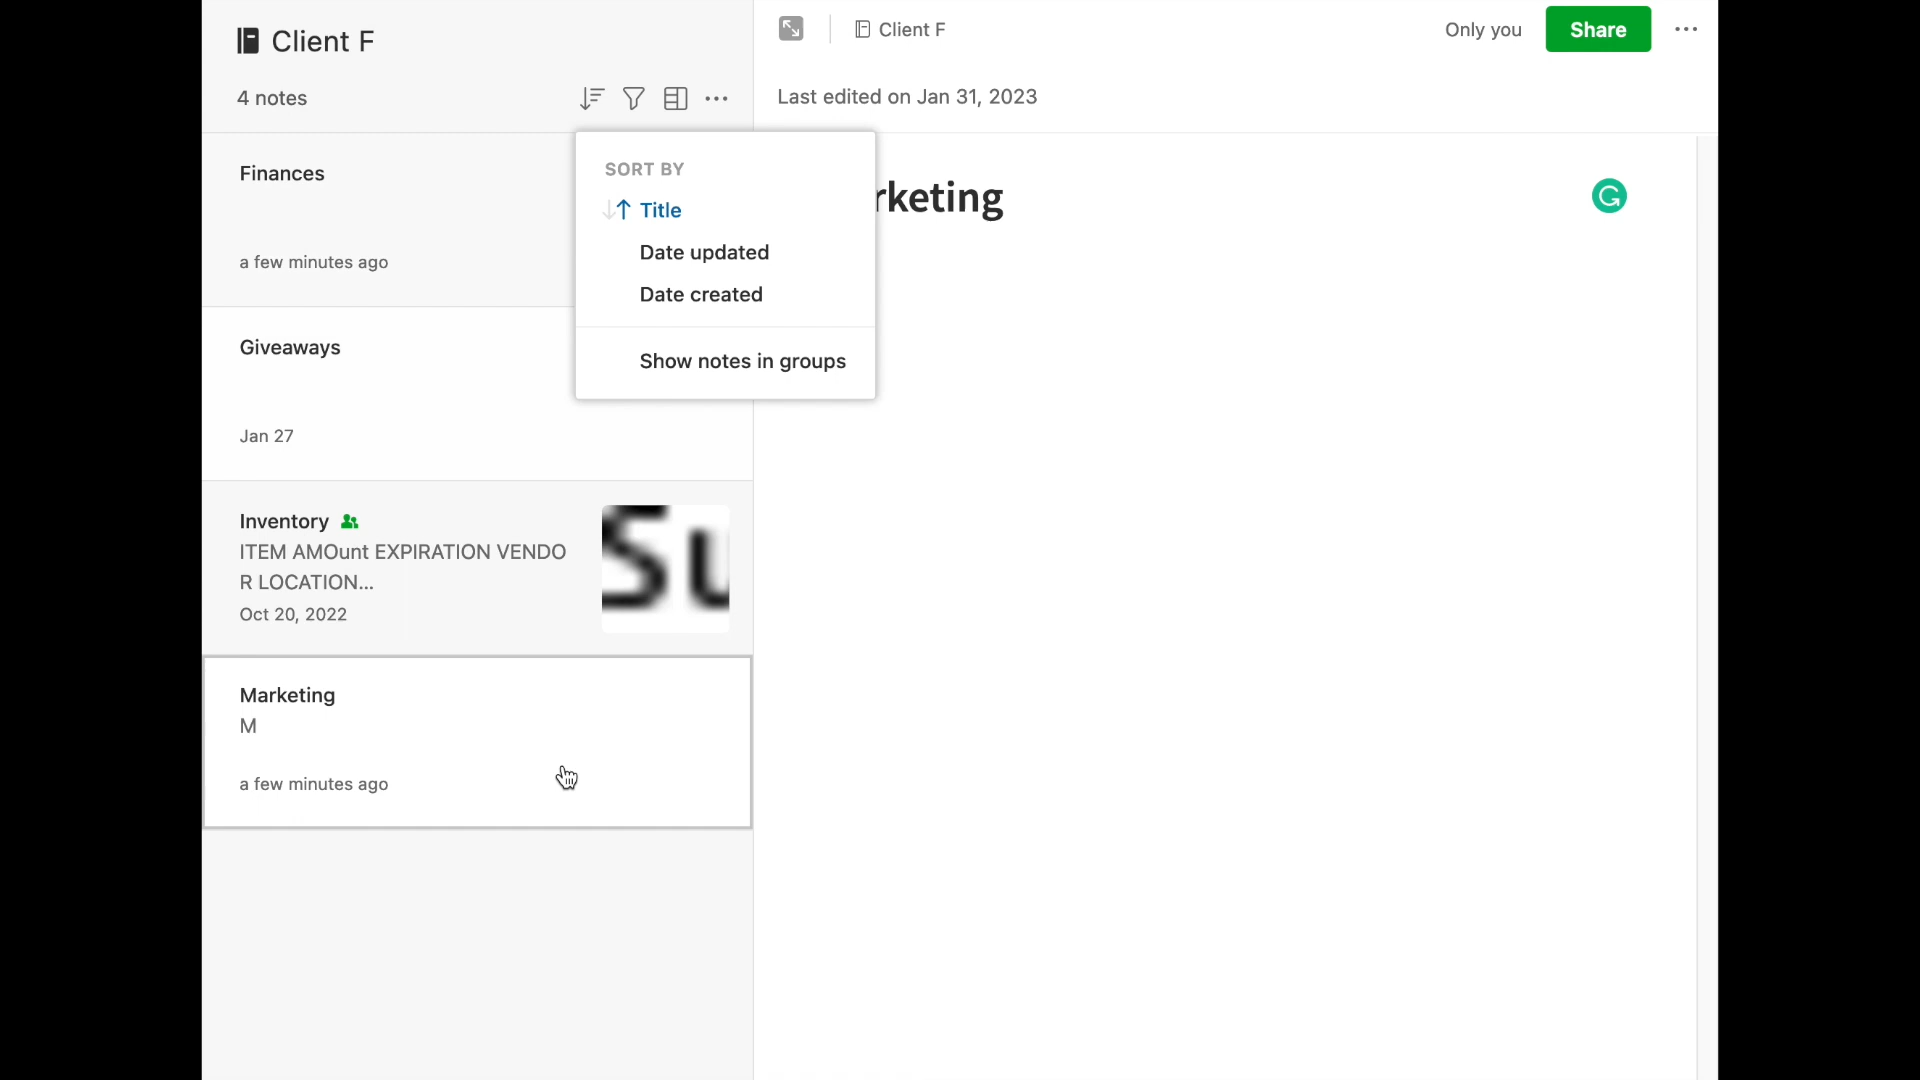 Client F
4 notes
Finances
a few minutes ago
Giveaways
Jan 27
Inventory
ITEM AMOunt EXPIRATION VENDO
R LOCATION...
Oct 20, 2022
Su
Marketing
M
a few minutes ago
SORT BY
Title
Date updated
Date created
Show notes in groups
Client F
Only you
Share
Last edited on Jan 31, 2023
rketing